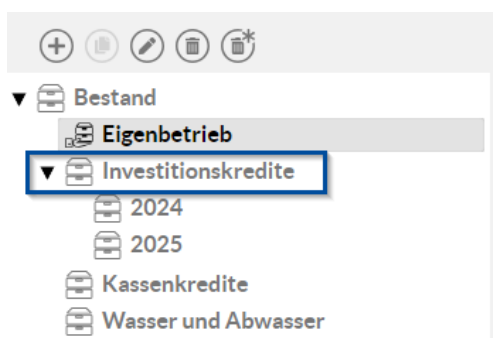 Bestand
Eigenbetrieb
Investitionskredite
2024
2025
Kassenkredite
Wasser und Abwasser